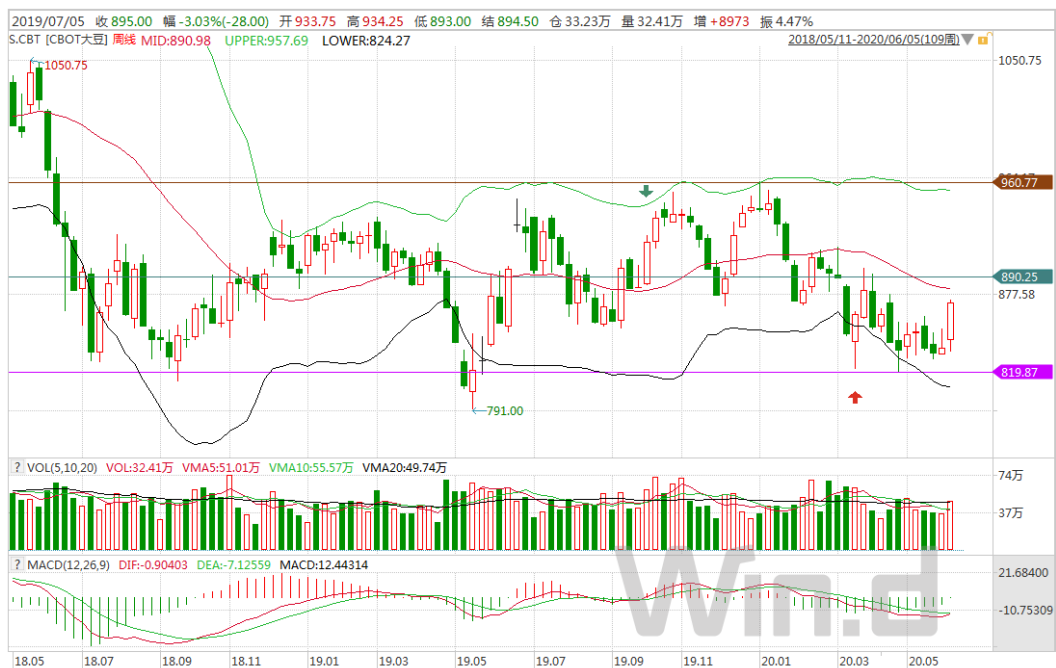 2019/07/05 收 895.00 幅 -3.03%(-28.00) 开 933.75 高 934.25 低 893.00 结 894.50 仓 33.23万 量 32.41万 增 +8973 振 4.47%
S.CBT [CBOT大豆] 周线 MID:890.98 UPPER:957.69 LOWER:824.27 2018/05/11-2020/06/05(109周)
1050.75 1050.75
960.77
890.25
877.58
819.87
791.00
? VOL(5,10,20) VOL:32.41万 VMA5:51.01万 VMA10:55.57万 VMA20:49.74万
74万
37万
? MACD(12,26,9) DIF:-0.90403 DEA:-7.12559 MACD:12.44314
21.68400
-10.75309
Win.d
18.05 18.07 18.09 18.11 19.01 19.03 19.05 19.07 19.09 19.11 20.01 20.03 20.05